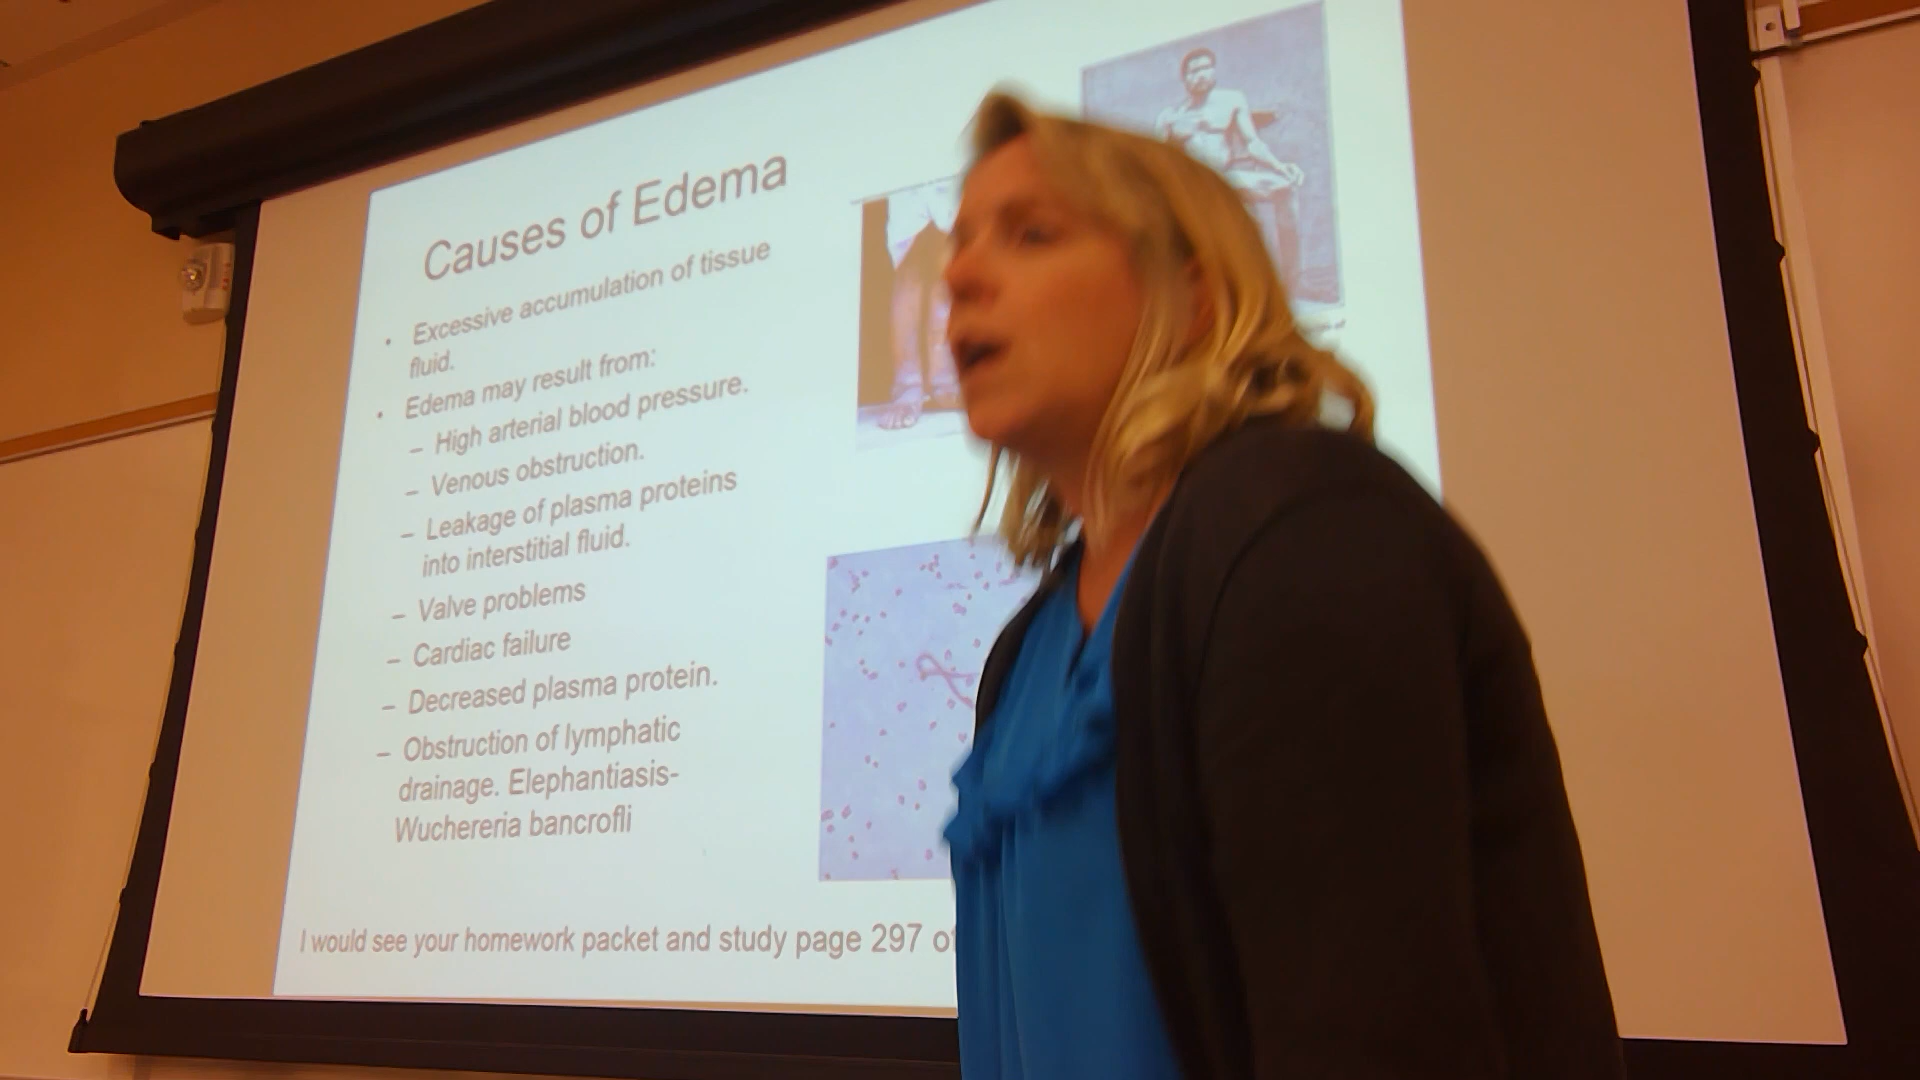 Causes of Edema
• Excessive accumulation of tissue
fluid.
• Edema may result from:
– High arterial blood pressure.
– Venous obstruction.
– Leakage of plasma proteins
into interstitial fluid.
– Valve problems
– Cardiac failure
– Decreased plasma protein.
– Obstruction of lymphatic
drainage. Elephantiasis-
Wuchereria bancrofli
I would see your homework packet and study page 297 of